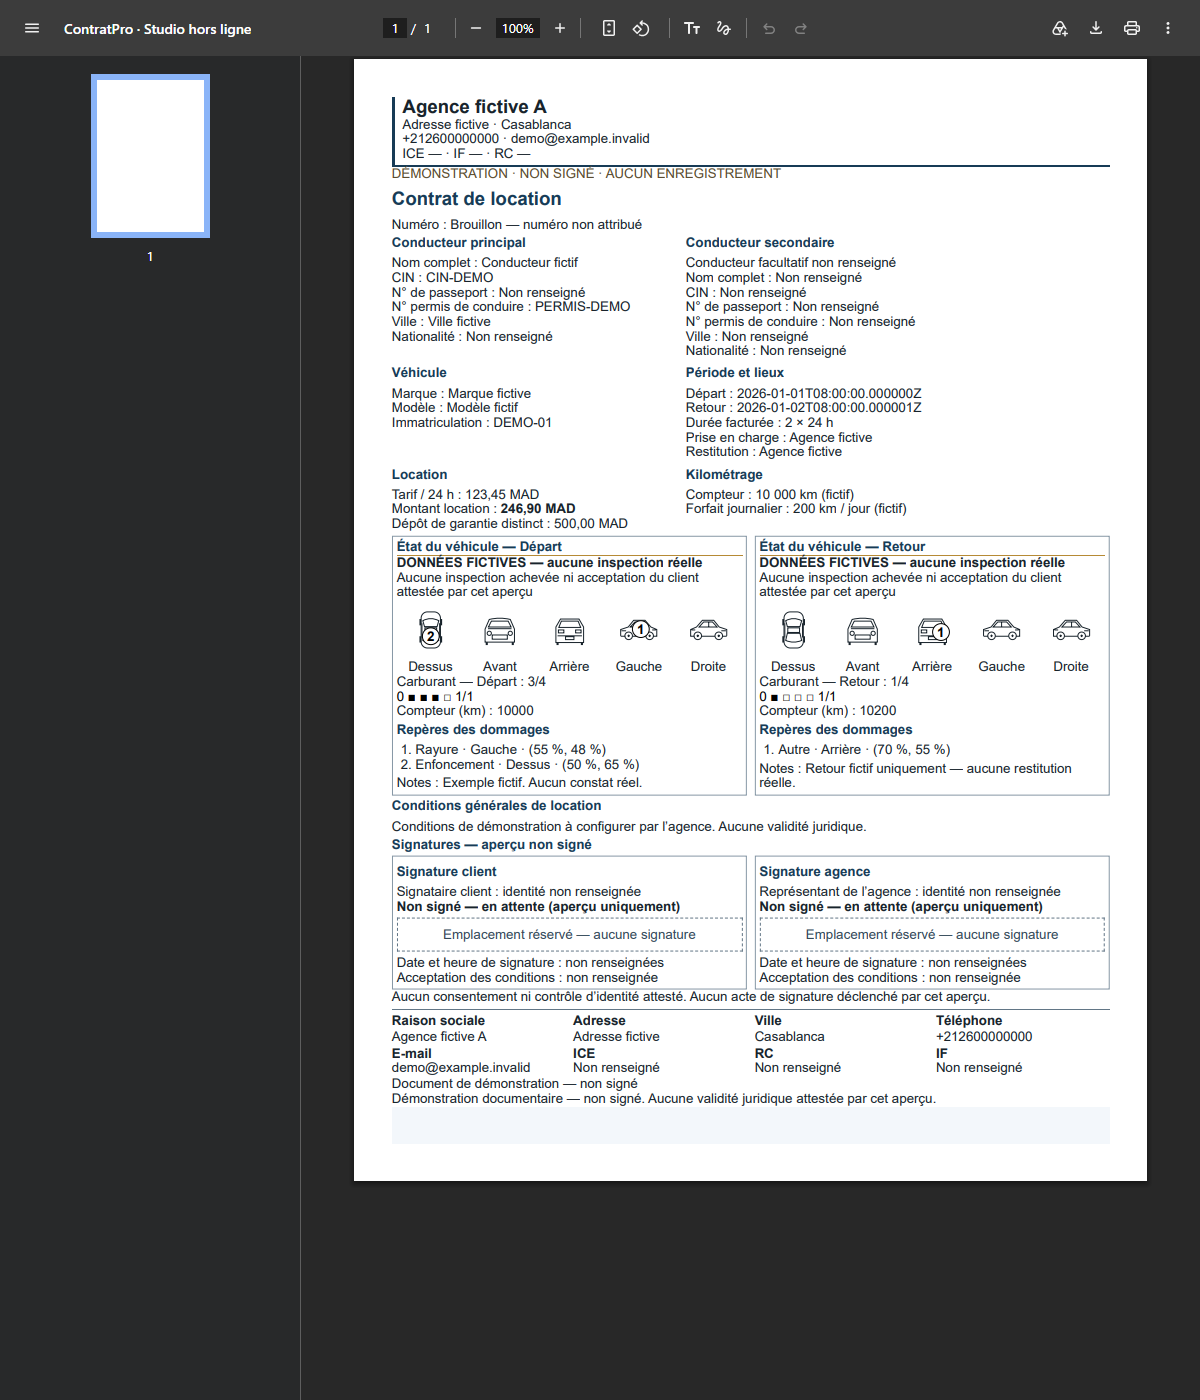 ContratPro · Studio hors ligne
1 / 1
100%
1
Agence fictive A
Adresse fictive · Casablanca
+212600000000 · demo@example.invalid
ICE — · IF — · RC —
DÉMONSTRATION · NON SIGNÉ · AUCUN ENREGISTREMENT
Contrat de location
Numéro : Brouillon — numéro non attribué
Conducteur principal
Nom complet : Conducteur fictif
CIN : CIN-DEMO
N° de passeport : Non renseigné
N° permis de conduire : PERMIS-DEMO
Ville : Ville fictive
Nationalité : Non renseigné
Conducteur secondaire
Conducteur facultatif non renseigné
Nom complet : Non renseigné
CIN : Non renseigné
N° de passeport : Non renseigné
N° permis de conduire : Non renseigné
Ville : Non renseigné
Nationalité : Non renseigné
Véhicule
Marque : Marque fictive
Modèle : Modèle fictif
Immatriculation : DEMO-01
Période et lieux
Départ : 2026-01-01T08:00:00.000000Z
Retour : 2026-01-02T08:00:00.000001Z
Durée facturée : 2 × 24 h
Prise en charge : Agence fictive
Restitution : Agence fictive
Location
Tarif / 24 h : 123,45 MAD
Montant location : 246,90 MAD
Dépôt de garantie distinct : 500,00 MAD
Kilométrage
Compteur : 10 000 km (fictif)
Forfait journalier : 200 km / jour (fictif)
État du véhicule — Départ
DONNÉES FICTIVES — aucune inspection réelle
Aucune inspection achevée ni acceptation du client
attestée par cet aperçu
2
1
Dessus Avant Arrière Gauche Droite
Carburant — Départ : 3/4
0 ■ ■ ■ □ 1/1
Compteur (km) : 10000
Repères des dommages
1. Rayure · Gauche · (55 %, 48 %)
2. Enfoncement · Dessus · (50 %, 65 %)
Notes : Exemple fictif. Aucun constat réel.
État du véhicule — Retour
DONNÉES FICTIVES — aucune inspection réelle
Aucune inspection achevée ni acceptation du client
attestée par cet aperçu
1
Dessus Avant Arrière Gauche Droite
Carburant — Retour : 1/4
0 ■ □ □ □ 1/1
Compteur (km) : 10200
Repères des dommages
1. Autre · Arrière · (70 %, 55 %)
Notes : Retour fictif uniquement — aucune restitution
réelle.
Conditions générales de location
Conditions de démonstration à configurer par l'agence. Aucune validité juridique.
Signatures — aperçu non signé
Signature client
Signataire client : identité non renseignée
Non signé — en attente (aperçu uniquement)
Emplacement réservé — aucune signature
Date et heure de signature : non renseignées
Acceptation des conditions : non renseignée
Signature agence
Représentant de l'agence : identité non renseignée
Non signé — en attente (aperçu uniquement)
Emplacement réservé — aucune signature
Date et heure de signature : non renseignées
Acceptation des conditions : non renseignée
Aucun consentement ni contrôle d'identité attesté. Aucun acte de signature déclenché par cet aperçu.
Raison sociale Adresse Ville Téléphone
Agence fictive A Adresse fictive Casablanca +212600000000
E-mail ICE RC IF
demo@example.invalid Non renseigné Non renseigné Non renseigné
Document de démonstration — non signé
Démonstration documentaire — non signé. Aucune validité juridique attestée par cet aperçu.